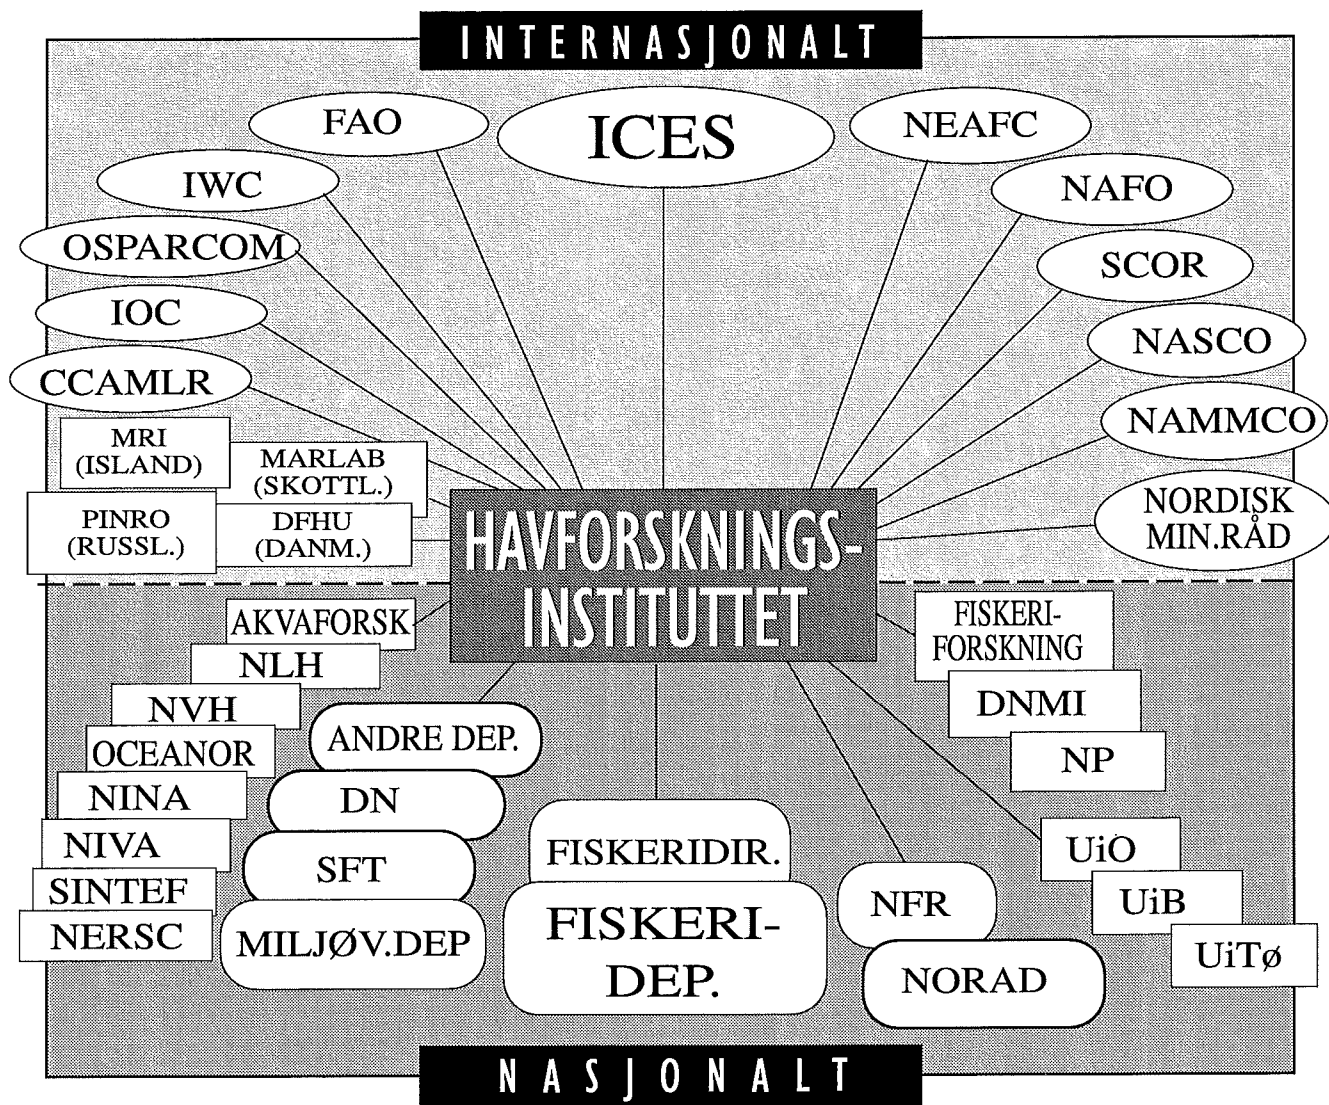 INTERNASJONALT
FAO
ICES
NEAFC
IWC
NAFO
OSPARCOM
SCOR
IOC
NASCO
CCAMLR
NAMMCO
MRI
(ISLAND)
MARLAB
(SKOTTL.)
PINRO
(RUSSL.)
DFHU
(DANM.)
NORDISK
MIN.RÅD
HAVFORSKNINGS-
INSTITUTTET
AKVAFORSK
NLH
NVH
OCEANOR
NINA
NIVA
SINTEF
NERSC
ANDRE DEP.
DN
SFT
MILJØV.DEP
FISKERIDIR.
FISKERI-
DEP.
NFR
NORAD
FISKERI-
FORSKNING
DNMI
NP
UiO
UiB
UiTø
NASJONALT